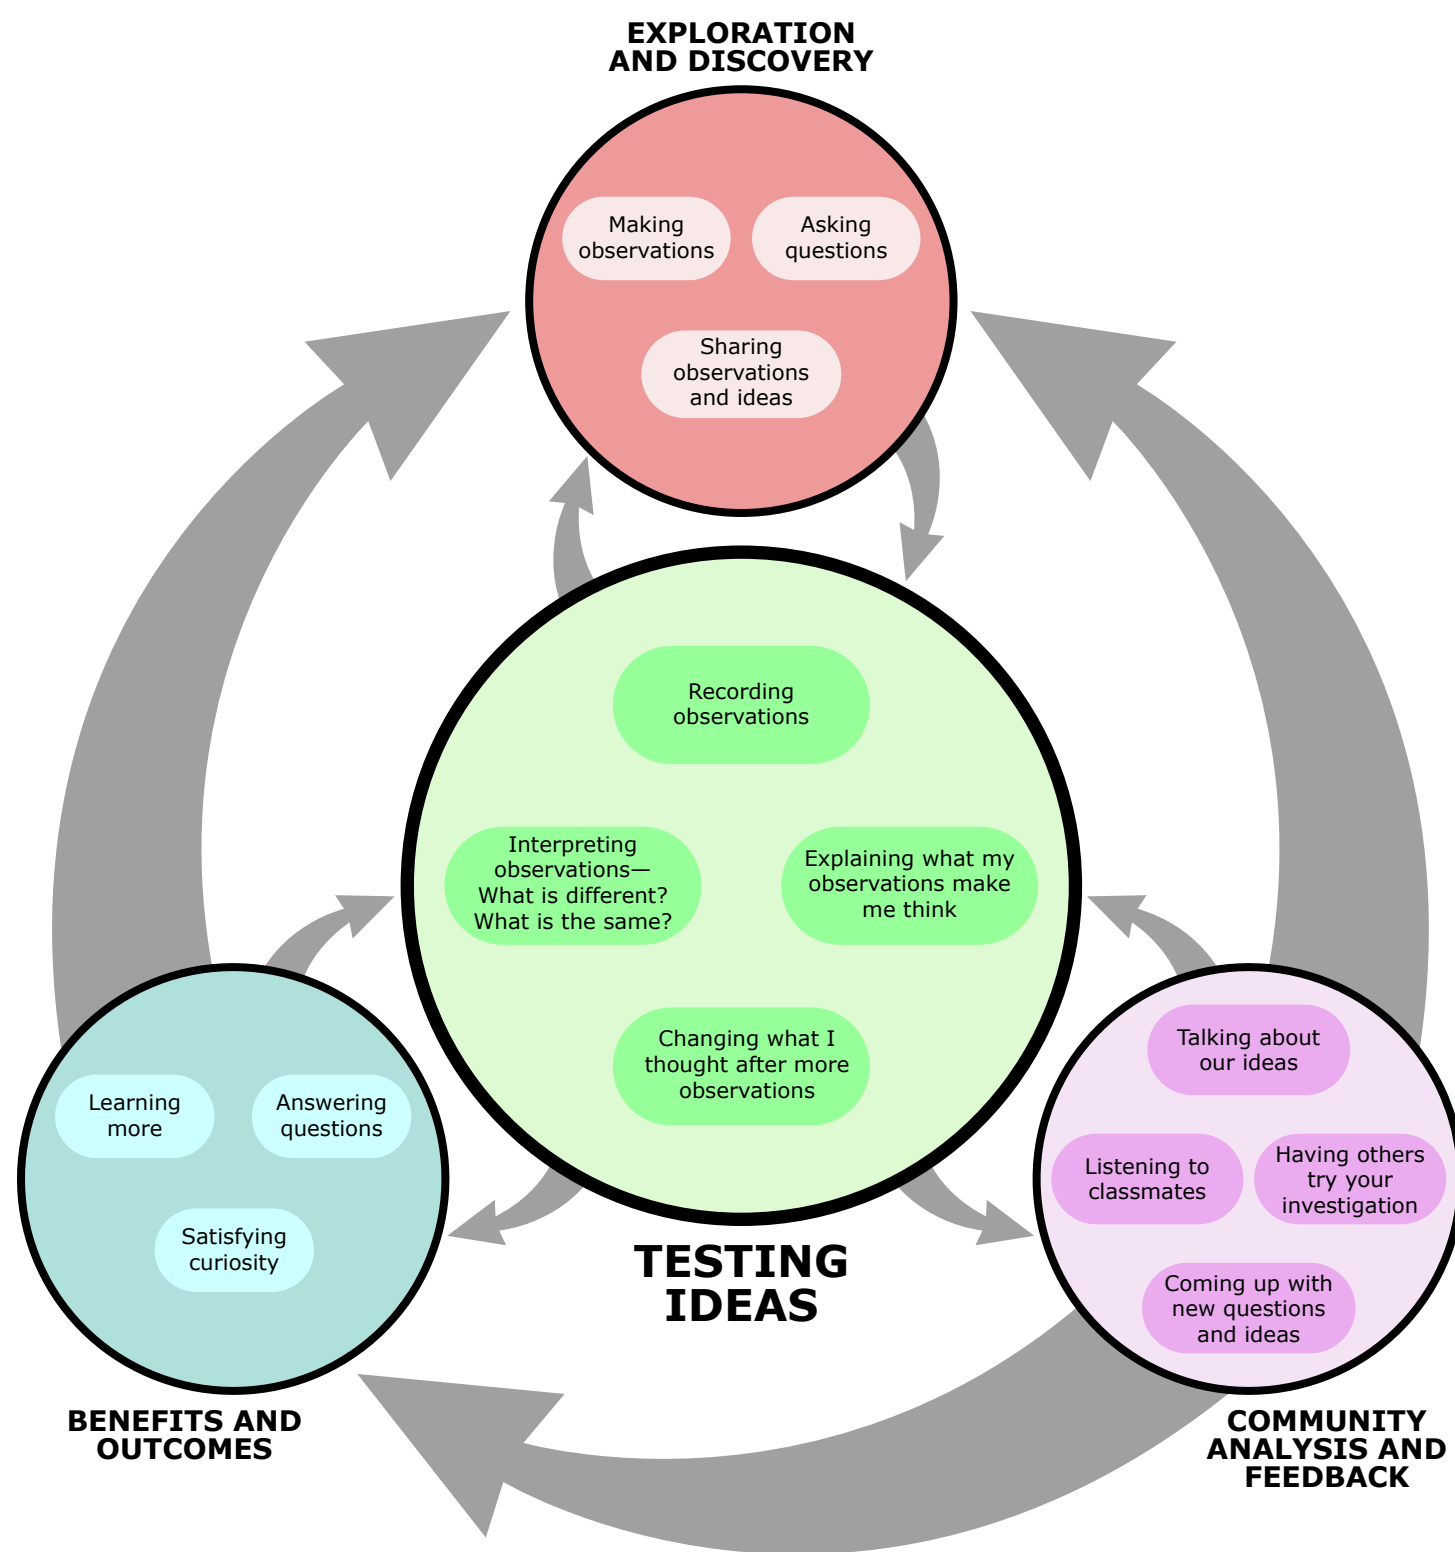 EXPLORATION
AND DISCOVERY
Making
observations
Asking
questions
Sharing
observations
and ideas
Recording
observations
Interpreting
observations—
What is different?
What is the same?
Explaining what my
observations make
me think
Changing what I
thought after more
observations
TESTING
IDEAS
Learning
more
Answering
questions
Satisfying
curiosity
BENEFITS AND
OUTCOMES
Talking about
our ideas
Listening to
classmates
Having others
try your
investigation
Coming up with
new questions
and ideas
COMMUNITY
ANALYSIS AND
FEEDBACK